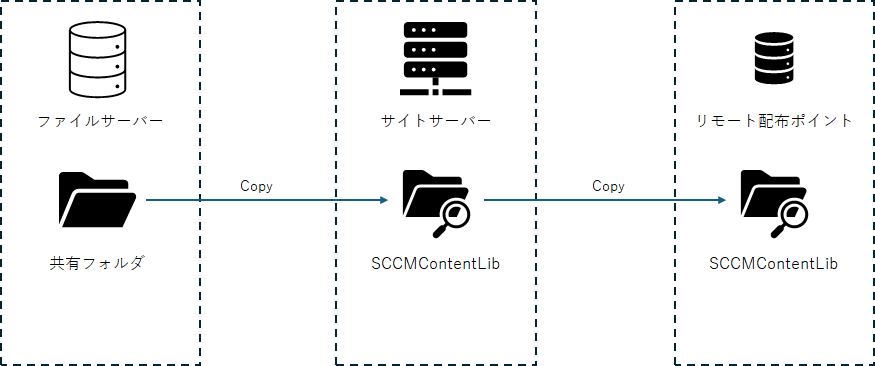 ファイルサーバー
サイトサーバー
リモート配布ポイント
Copy
Copy
共有フォルダ
SCCMContentLib
SCCMContentLib